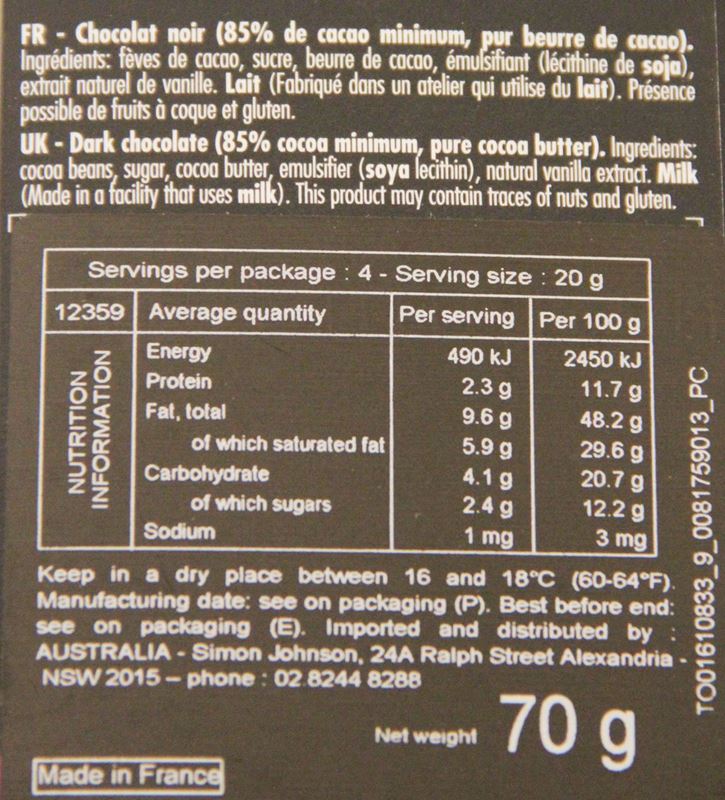 FR - Chocolat noir (85% de cacao minimum, pur beurre de cacao).
Ingrédients: fèves de cacao, sucre, beurre de cacao, émulsifiant (lécithine de soja),
extrait naturel de vanille. Lait (Fabriqué dans un atelier qui utilise du lait). Présence
possible de fruits à coque et gluten.
UK - Dark chocolate (85% cocoa minimum, pure cocoa butter). Ingredients:
cocoa beans, sugar, cocoa butter, emulsifier (soya lecithin), natural vanilla extract. Milk
(Made in a facility that uses milk). This product may contain traces of nuts and gluten.
Servings per package : 4 - Serving size : 20 g
12359 Average quantity Per serving Per 100 g
NUTRITION
INFORMATION
Energy 490 kJ 2450 kJ
Protein 2.3 g 11.7 g
Fat, total 9.6 g 48.2 g
of which saturated fat 5.9 g 29.6 g
Carbohydrate 4.1 g 20.7 g
of which sugars 2.4 g 12.2 g
Sodium 1 mg 3 mg
Keep in a dry place between 16 and 18°C (60-64°F).
Manufacturing date: see on packaging (P). Best before end:
see on packaging (E). Imported and distributed by :
AUSTRALIA - Simon Johnson, 24A Ralph Street Alexandria -
NSW 2015 – phone : 02 8244 8288
TO01610833_9_0081759013_PC
Net weight 70 g
Made in France